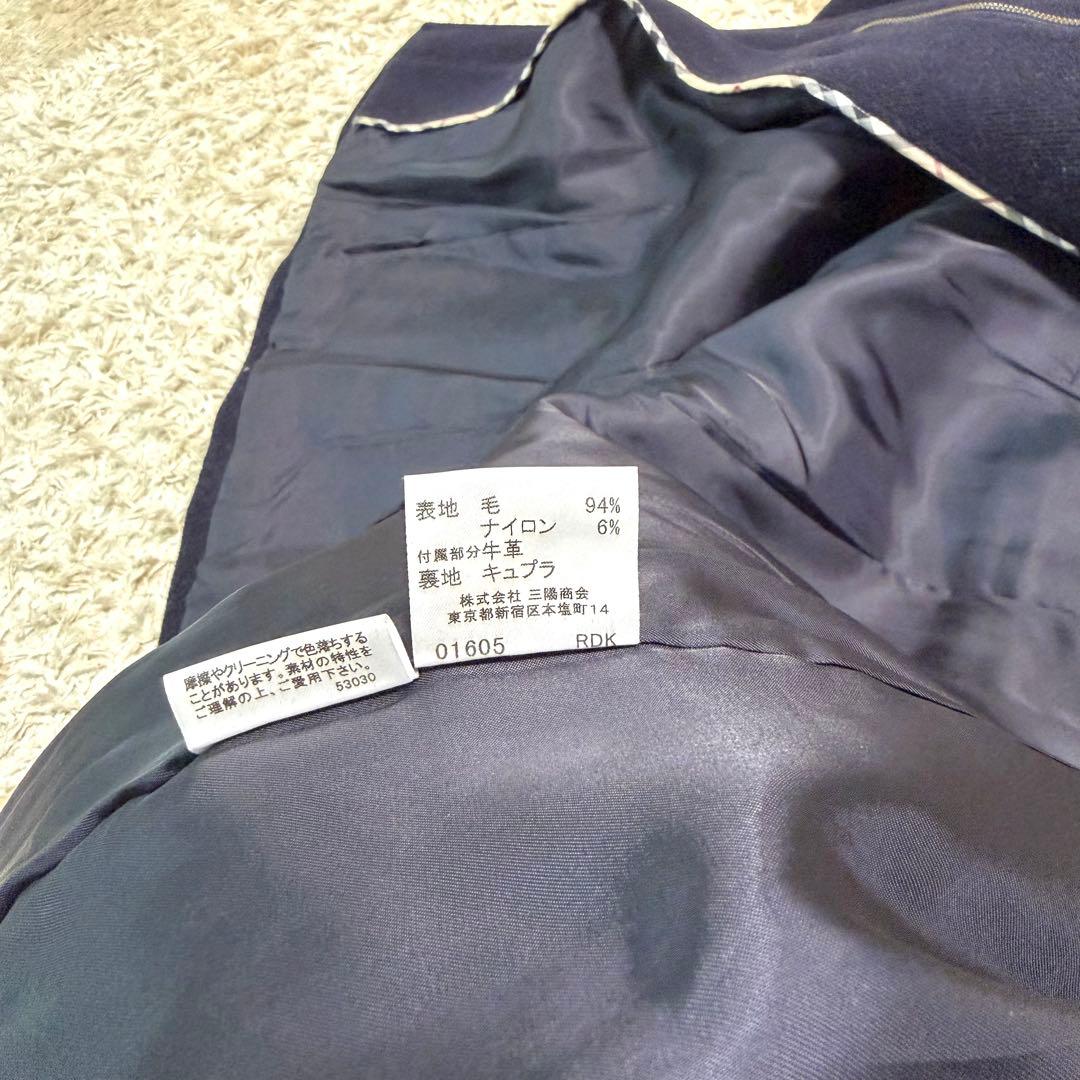 表地 毛 94%
ナイロン 6%
付属部分 牛革
裏地 キュプラ
株式会社 三陽商会
東京都新宿区本塩町14
01605 RDK
摩擦やクリーニングで色落ちする
ことがあります。素材の特性を
ご理解の上、ご愛用下さい。
53030